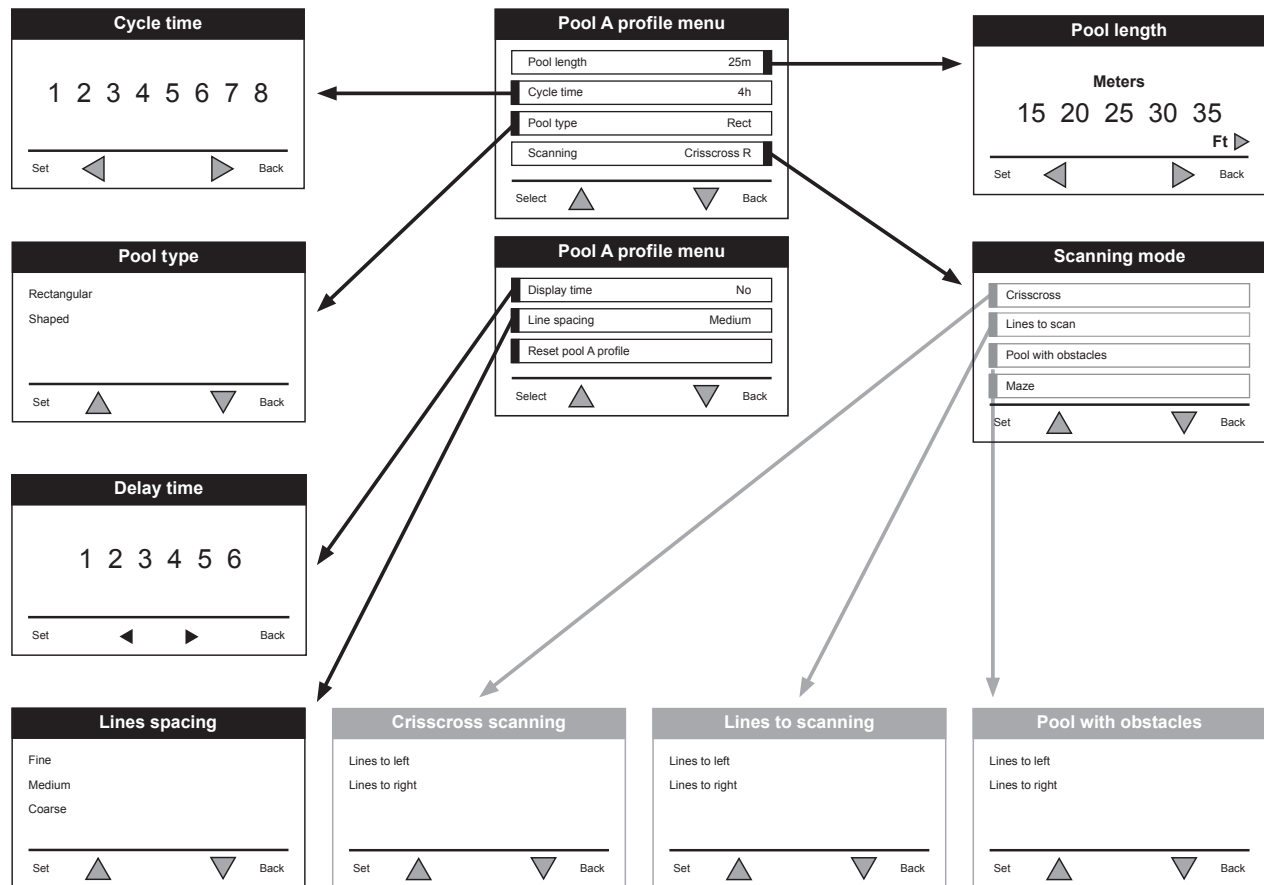 Cycle time
1 2 3 4 5 6 7 8
Set Back
Pool A profile menu
Pool length 25m
Cycle time 4h
Pool type Rect
Scanning Crisscross R
Select Back
Pool length
Meters
15 20 25 30 35
Ft
Set Back
Pool type
Rectangular
Shaped
Set Back
Pool A profile menu
Display time No
Line spacing Medium
Reset pool A profile
Select Back
Scanning mode
Crisscross
Lines to scan
Pool with obstacles
Maze
Set Back
Delay time
1 2 3 4 5 6
Set Back
Lines spacing
Fine
Medium
Coarse
Set Back
Crisscross scanning
Lines to left
Lines to right
Set Back
Lines to scanning
Lines to left
Lines to right
Set Back
Pool with obstacles
Lines to left
Lines to right
Set Back